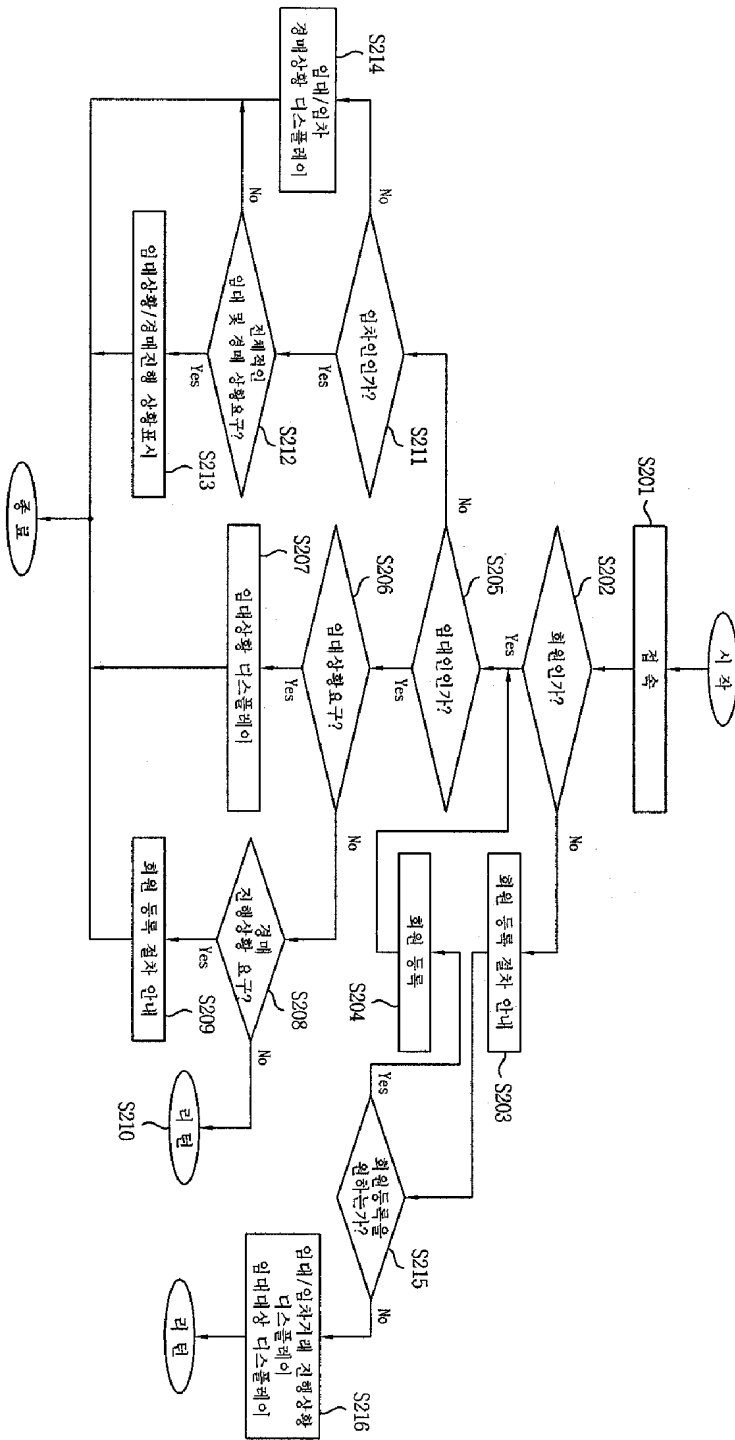 시 작
S201
접 속
S202
회원인가?
Yes
No
회원 등록 절차 안내
S203
회원등록을
원하는가?
S215
Yes
No
회원 등록
S204
임대/임차거래 진행상황
디스플레이
임대대상 디스플레이
S216
리 턴
S205
임대인인가?
Yes
No
S206
임대상황요구?
Yes
No
S207
임대상황 디스플레이
경매
진행상황 요구?
S208
Yes
No
회원 등록 절차 안내
S209
S210
리 턴
임차인인가?
S211
Yes
No
전체적인
임대 및 경매 상황요구?
S212
Yes
No
임대상황/경매진행 상황표시
S213
S214
임대/임차
경매상황 디스플레이
종 료